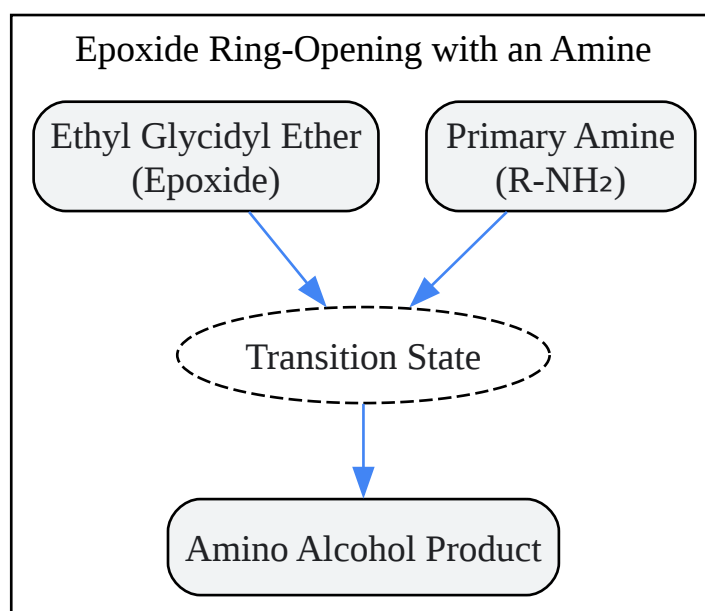 Epoxide Ring-Opening with an Amine
Ethyl Glycidyl Ether
(Epoxide)
Primary Amine
(R-NH₂)
Transition State
Amino Alcohol Product